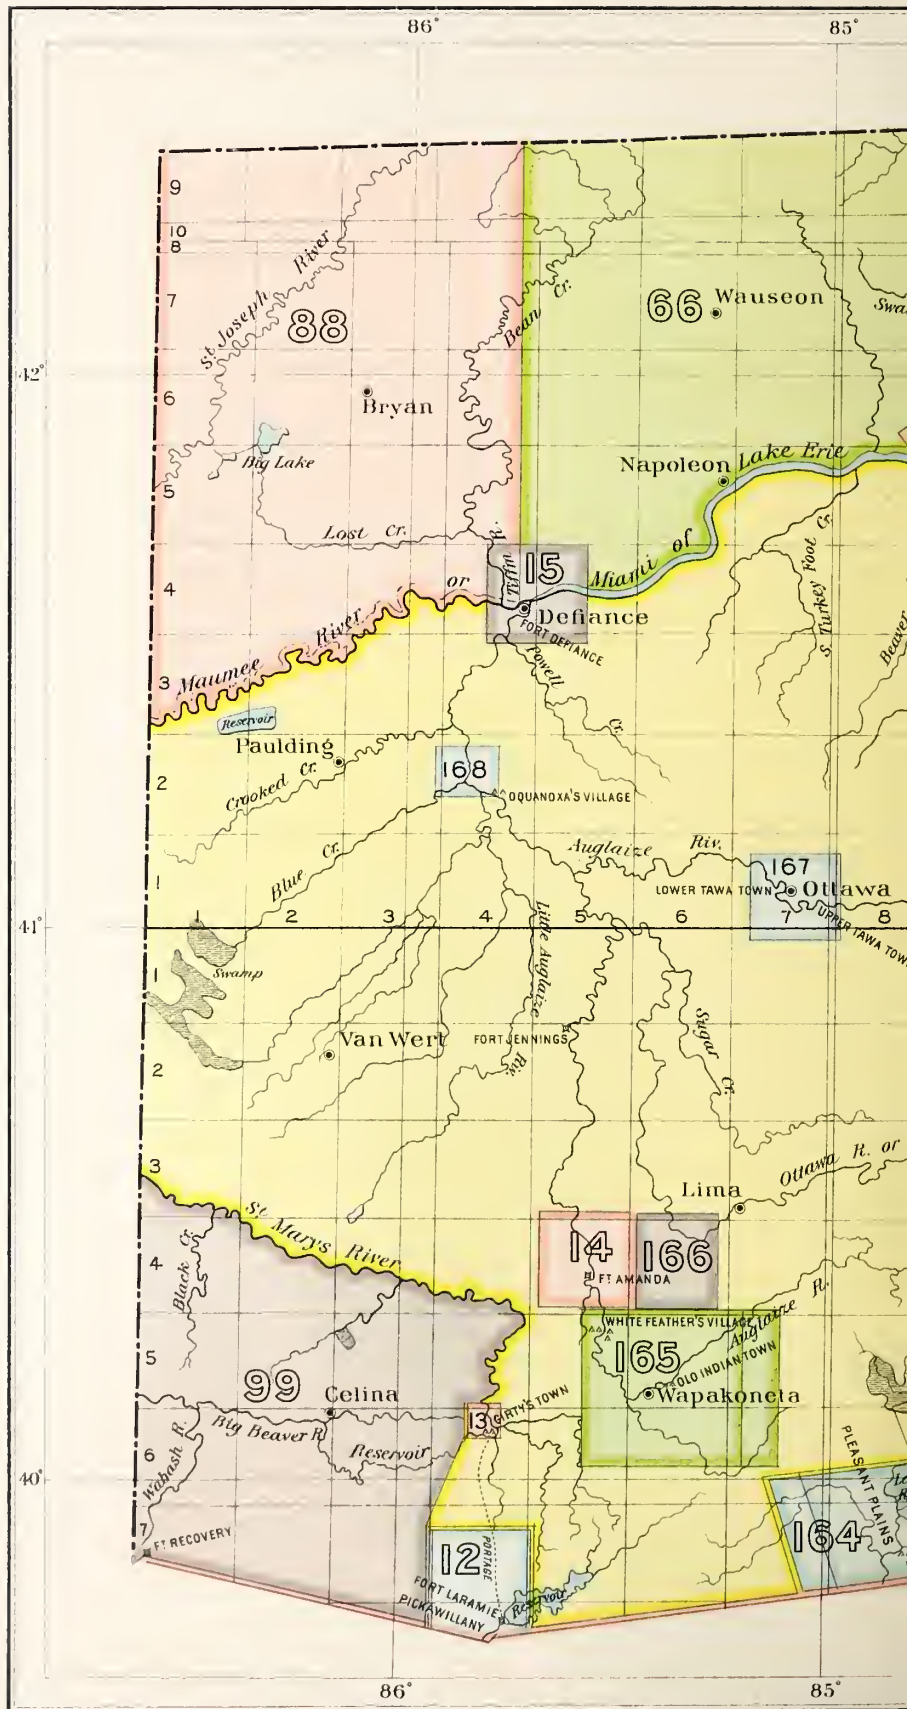 86°
85°
9
10
8
7
6
5
4
3
2
1
St. Joseph River
88
Bean Cr.
66
Wauseon
42°
Bryan
Big Lake
Napoleon
Lake Erie
Lost Cr.
Tiffin R.
15
Miami of
S. Turkey Foot Cr.
Defiance
FORT DEFIANCE
Maumee River or
Beaver
Powell Cr.
Reservoir
Paulding
Crooked Cr.
168
OQUANOXA'S VILLAGE
Blue Cr.
Auglaize Riv.
167
LOWER TAWA TOWN
Ottawa
UPPER TAWA TOW
41°
1 2 3 4 5 6 7 8
1
Swamp
Little Auglaize Riv.
Sugar Cr.
Van Wert
FORT JENNINGS
2
3
Ottawa R. or
Lima
St. Marys River
Black Cr.
4
14
166
FT. AMANDA
WHITE FEATHER'S VILLAGE
Auglaize R.
5
165
OLD INDIAN TOWN
99
Celina
Wapakoneta
13
GIRTY'S TOWN
Big Beaver R.
Reservoir
6
Wabash R.
40°
PLEASANT PLAINS
7
FT. RECOVERY
12
PORTAGE
164
FORT LARAMIE
PICKAWILLANY
Reservoir
86°
85°